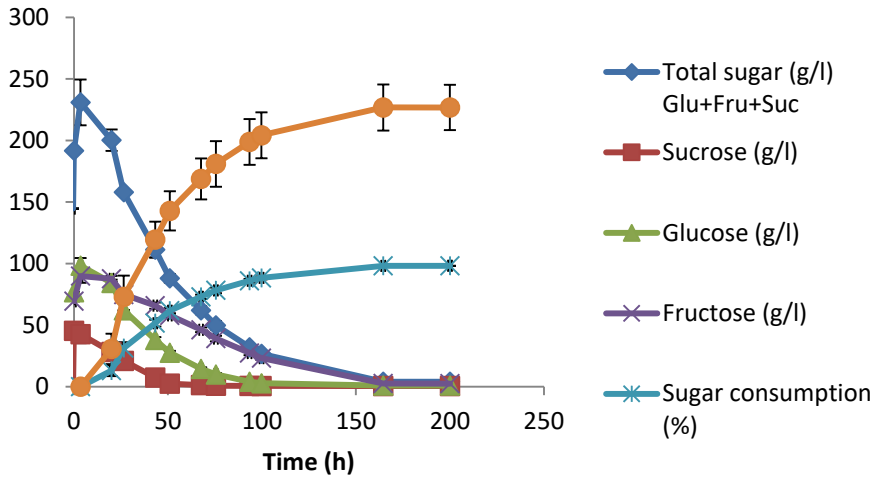 300
250
200
150
100
50
0
0
50
100
150
200
250
Time (h)
Total sugar (g/l)
Glu+Fru+Suc
Sucrose (g/l)
Glucose (g/l)
Fructose (g/l)
Sugar consumption
(%)